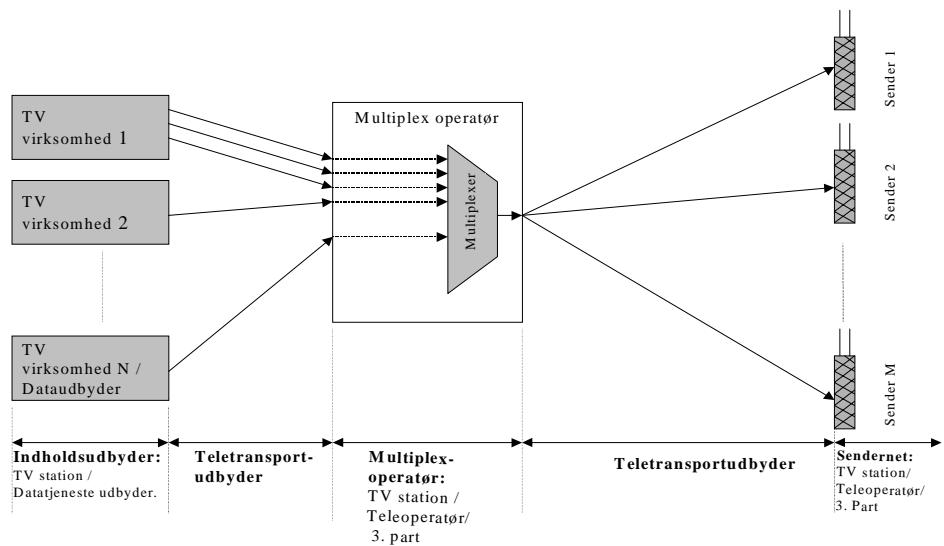 TV
virksomhed 1
TV
virksomhed 2
TV
virksomhed N /
Dataudbyder
Multiplex operatør
Multiplexer
Sender 1
Sender 2
Sender M
Indholdsudbyder:
TV station /
Datatjeneste udbyder.
Teletransport-
udbyder
Multiplex-
operatør:
TV station /
Teleoperatør/
3. part
Teletransportudbyder
Sendernet:
TV station/
Teleoperatør/
3. Part